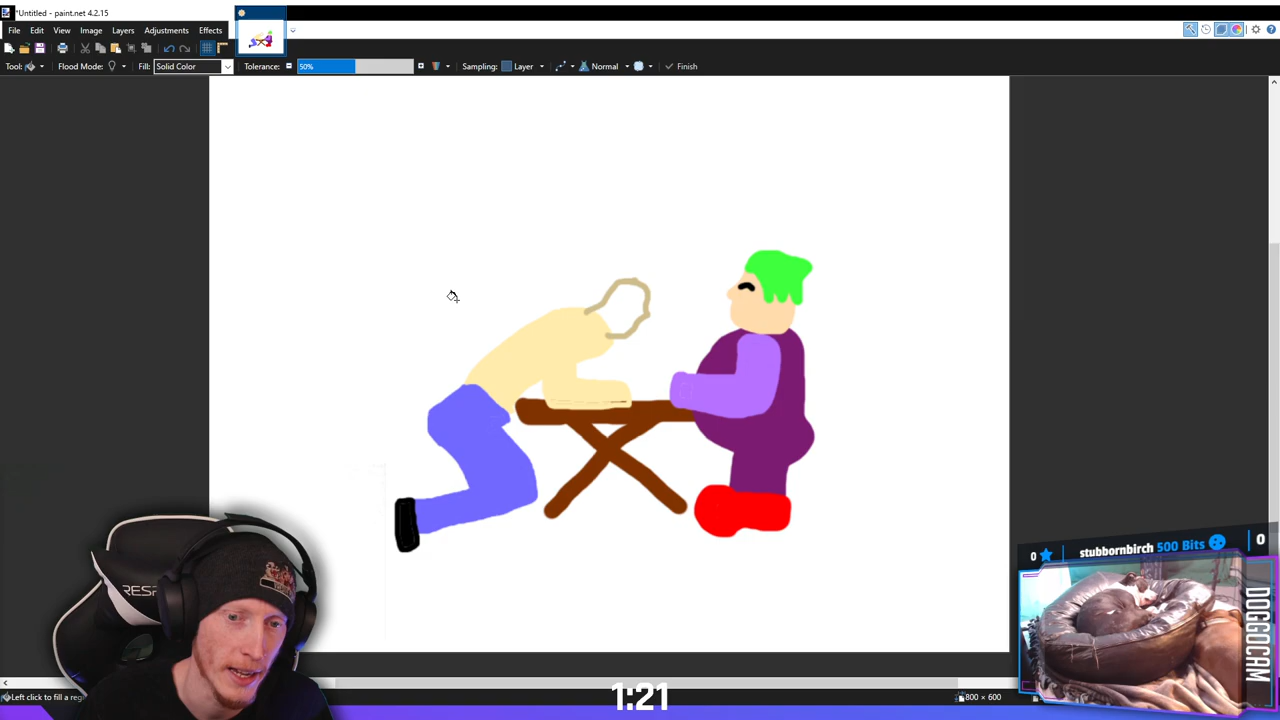 *Untitled - paint.net 4.2.15
File Edit View Image Layers Adjustments Effects
Tool: Flood Mode: Fill: Solid Color Tolerance: 50% Sampling: Layer Normal Finish
RESP
0 stubbornbirch 500 Bits 0
DOGGOCAM
Left click to fill a reg
1:21
800 × 600